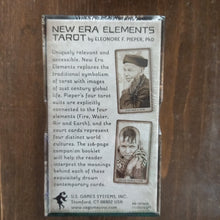 NEW ERA ELEMENTS
TAROT by ELEONORE F. PIEPER, PhD
Uniquely relevant and
accessible, New Era
Elements replaces the
traditional symbolism
of tarot with images
of 21st century global
life. Pieper's four tarot
suits are explicitly
connected to the four
elements (Fire, Water,
Air and Earth), and the
court cards represent
four distinct world
cultures. The 116-page
companion booklet
will help the reader
interpret the meanings
behind each of these
exquisitely drawn
contemporary cards.
U.S. GAMES SYSTEMS, INC.
Stamford, CT 06902 USA
www.usgamesinc.com